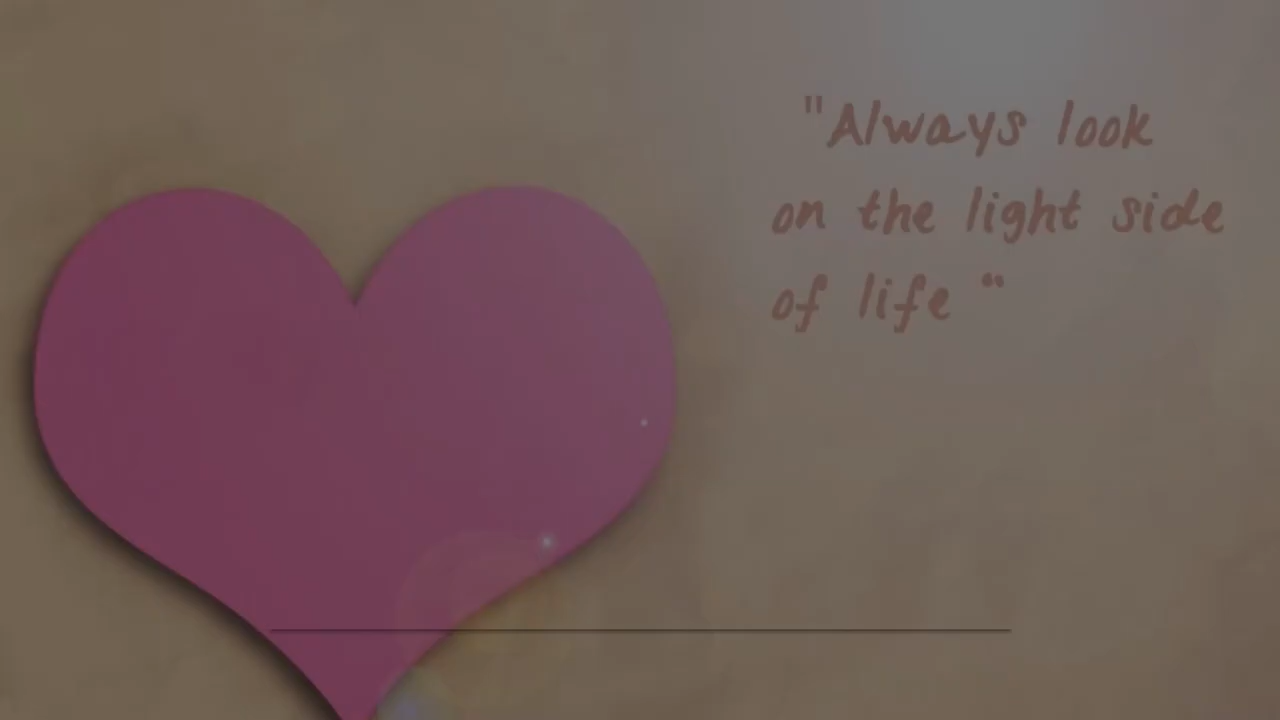 "Always look
on the light side
of life “